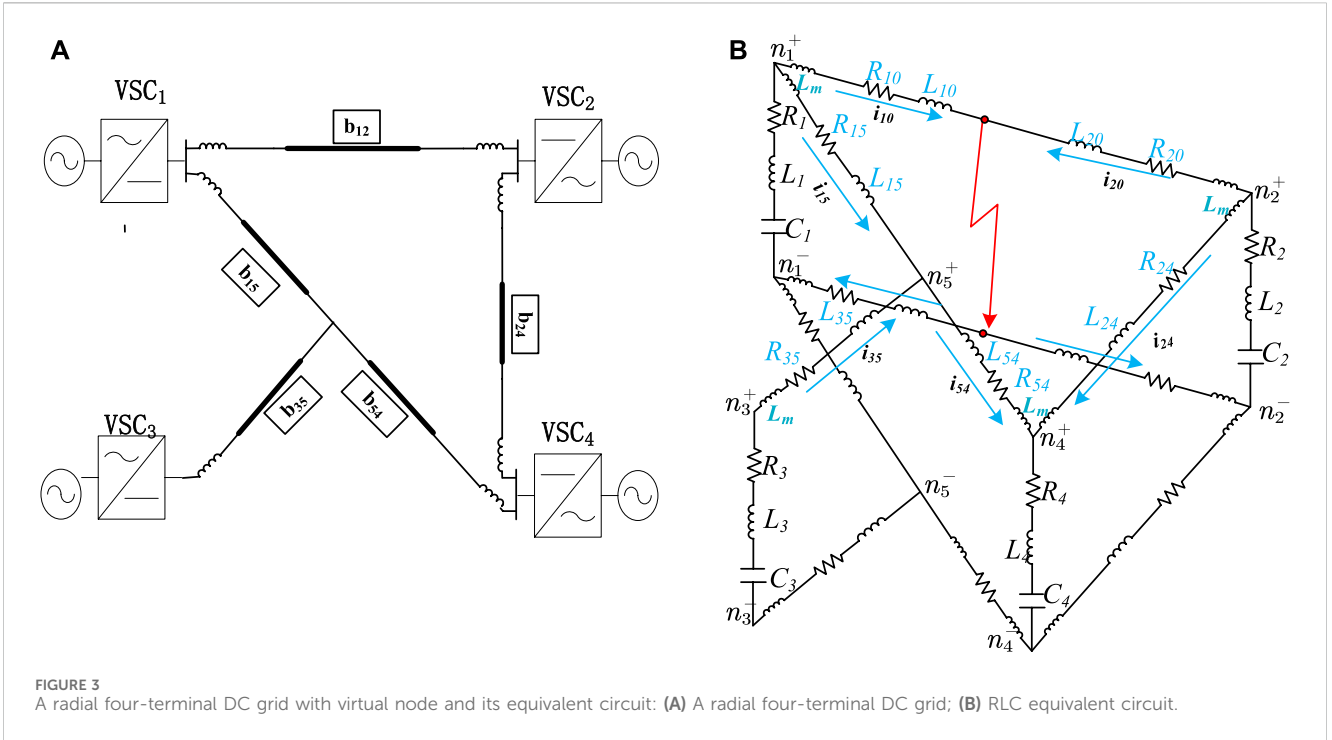 A
B
VSC₁
VSC₂
b₁₂
b₁₅
b₂₄
b₃₅
b₅₄
VSC₃
VSC₄
n₁⁺
R₁₀
L₁₀
Lₘ
i₁₀
R₁
R₁₅
L₂₀
R₂₀
L₁
L₁₅
i₁₅
i₂₀
n₂⁺
Lₘ
C₁
R₂
n₁⁻
n₅⁺
R₂₄
L₂
L₃₅
L₂₄
i₂₄
R₃₅
i₃₅
L₅₄
C₂
i₅₄
R₅₄
n₃⁺
Lₘ
Lₘ
n₂⁻
n₄⁺
R₃
n₅⁻
R₄
L₃
L₄
C₃
C₄
n₃⁻
n₄⁻
FIGURE 3
A radial four-terminal DC grid with virtual node and its equivalent circuit: (A) A radial four-terminal DC grid; (B) RLC equivalent circuit.